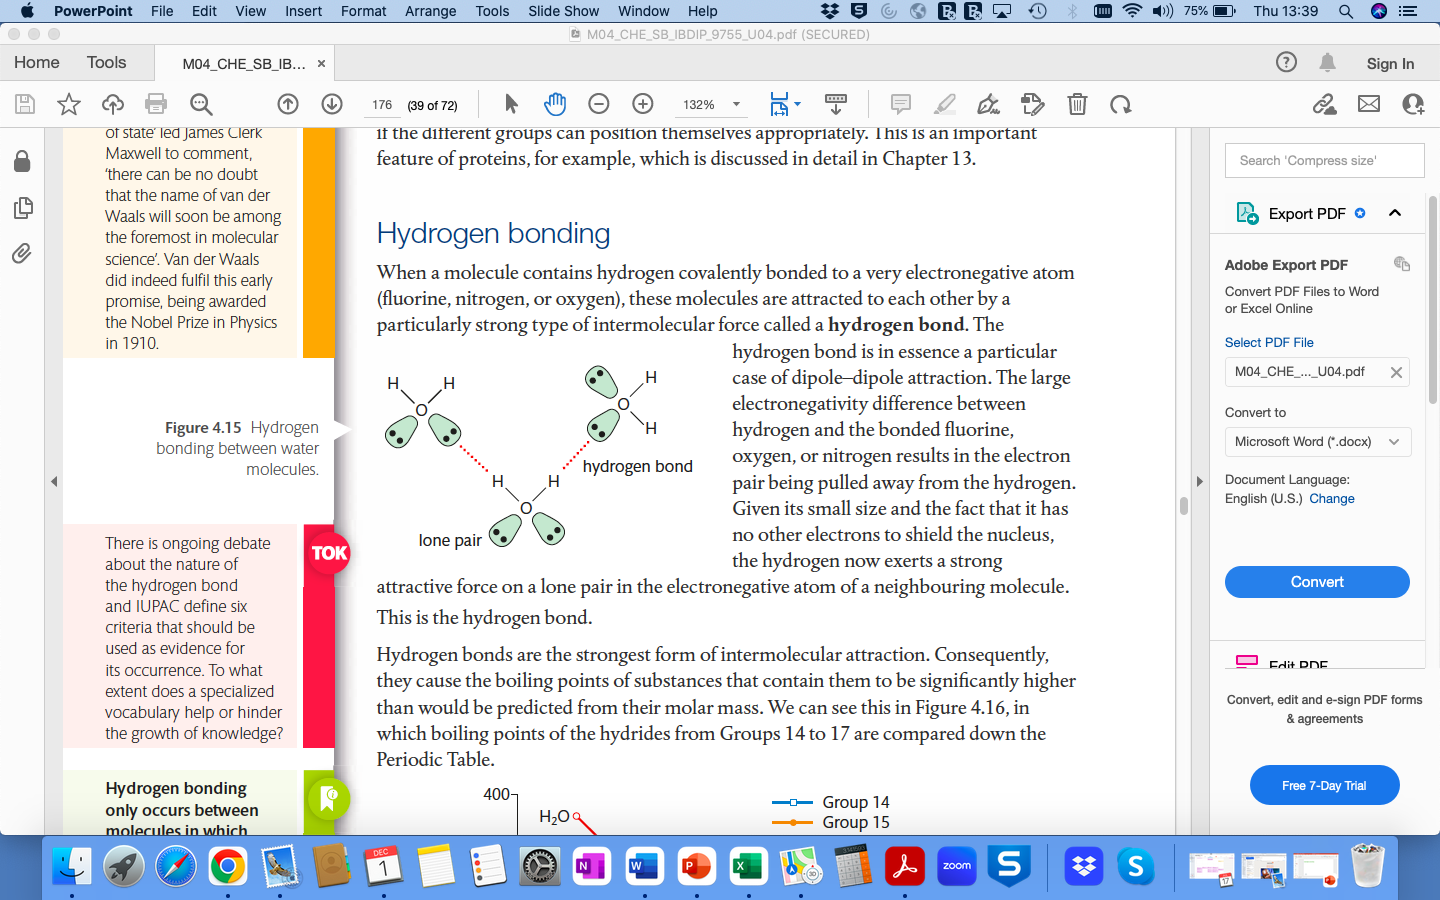 PowerPoint File Edit View Insert Format Arrange Tools Slide Show Window Help 75% Thu 13:39
M04_CHE_SB_IBDIP_9755_U04.pdf (SECURED)
Home Tools M04_CHE_SB_IB... × Sign In
176 (39 of 72) 132%
of state' led James Clerk
Maxwell to comment,
'there can be no doubt
that the name of van der
Waals will soon be among
the foremost in molecular
science'. Van der Waals
did indeed fulfil this early
promise, being awarded
the Nobel Prize in Physics
in 1910.
Figure 4.15 Hydrogen
bonding between water
molecules.
There is ongoing debate
about the nature of
the hydrogen bond
and IUPAC define six
criteria that should be
used as evidence for
its occurrence. To what
extent does a specialized
vocabulary help or hinder
the growth of knowledge?
TOK
Hydrogen bonding
only occurs between
molecules in which
if the different groups can position themselves appropriately. This is an important
feature of proteins, for example, which is discussed in detail in Chapter 13.
Hydrogen bonding
When a molecule contains hydrogen covalently bonded to a very electronegative atom
(fluorine, nitrogen, or oxygen), these molecules are attracted to each other by a
particularly strong type of intermolecular force called a hydrogen bond. The
hydrogen bond is in essence a particular
case of dipole–dipole attraction. The large
electronegativity difference between
hydrogen and the bonded fluorine,
oxygen, or nitrogen results in the electron
pair being pulled away from the hydrogen.
Given its small size and the fact that it has
no other electrons to shield the nucleus,
the hydrogen now exerts a strong
attractive force on a lone pair in the electronegative atom of a neighbouring molecule.
This is the hydrogen bond.
H H
O
H
O
H
hydrogen bond
H H
O
lone pair
Hydrogen bonds are the strongest form of intermolecular attraction. Consequently,
they cause the boiling points of substances that contain them to be significantly higher
than would be predicted from their molar mass. We can see this in Figure 4.16, in
which boiling points of the hydrides from Groups 14 to 17 are compared down the
Periodic Table.
400
H₂O
Group 14
Group 15
Search 'Compress size'
Export PDF
Adobe Export PDF
Convert PDF Files to Word
or Excel Online
Select PDF File
M04_CHE_..._U04.pdf
Convert to
Microsoft Word (*.docx)
Document Language:
English (U.S.) Change
Convert
Edit PDF
Convert, edit and e-sign PDF forms
& agreements
Free 7-Day Trial
DEC
1
zoom